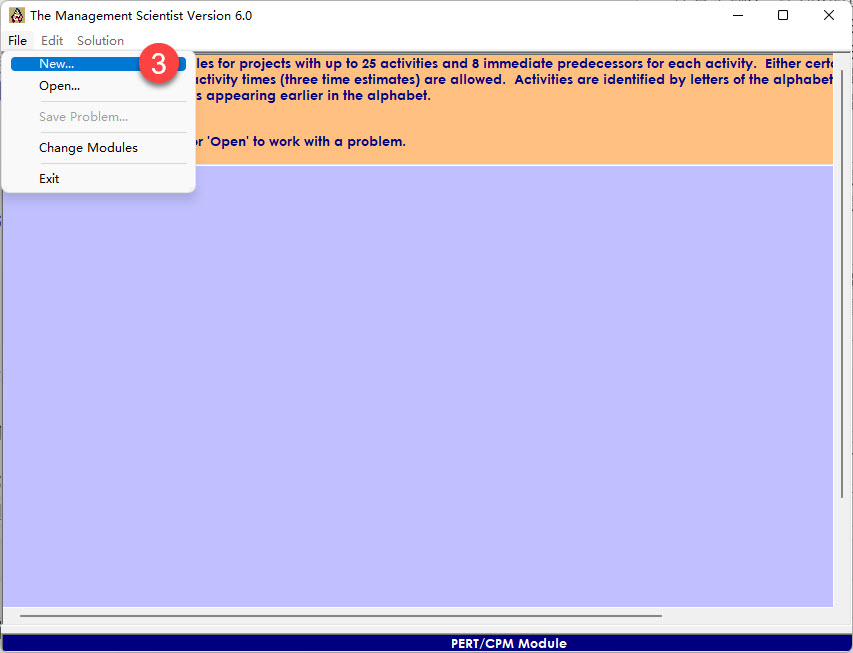 The Management Scientist Version 6.0
File Edit Solution
New...
3
Open...
Save Problem...
Change Modules
Exit
les for projects with up to 25 activities and 8 immediate predecessors for each activity. Either
activity times (three time estimates) are allowed. Activities are identified by letters of the alphabet
s appearing earlier in the alphabet.
or 'Open' to work with a problem.
PERT/CPM Module